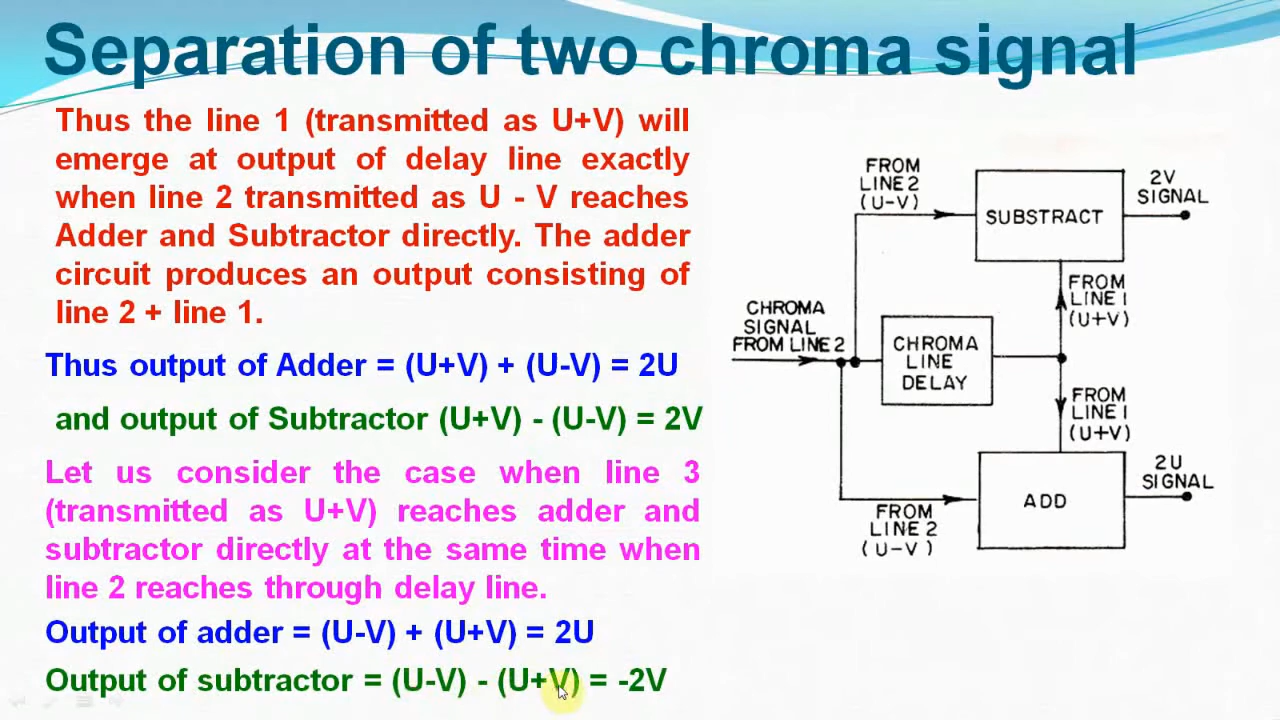 Separation of two chroma signal
Thus the line 1 (transmitted as U+V) will
emerge at output of delay line exactly
when line 2 transmitted as U - V reaches
Adder and Subtractor directly. The adder
circuit produces an output consisting of
line 2 + line 1.
Thus output of Adder = (U+V) + (U-V) = 2U
and output of Subtractor (U+V) - (U-V) = 2V
Let us consider the case when line 3
(transmitted as U+V) reaches adder and
subtractor directly at the same time when
line 2 reaches through delay line.
Output of adder = (U-V) + (U+V) = 2U
Output of subtractor = (U-V) - (U+V) = -2V
FROM
LINE 2
(U-V)
SUBSTRACT
2V
SIGNAL
FROM
LINE 1
(U+V)
CHROMA
SIGNAL
FROM LINE 2
CHROMA
LINE
DELAY
FROM
LINE 1
(U+V)
ADD
2U
SIGNAL
FROM
LINE 2
(U-V)